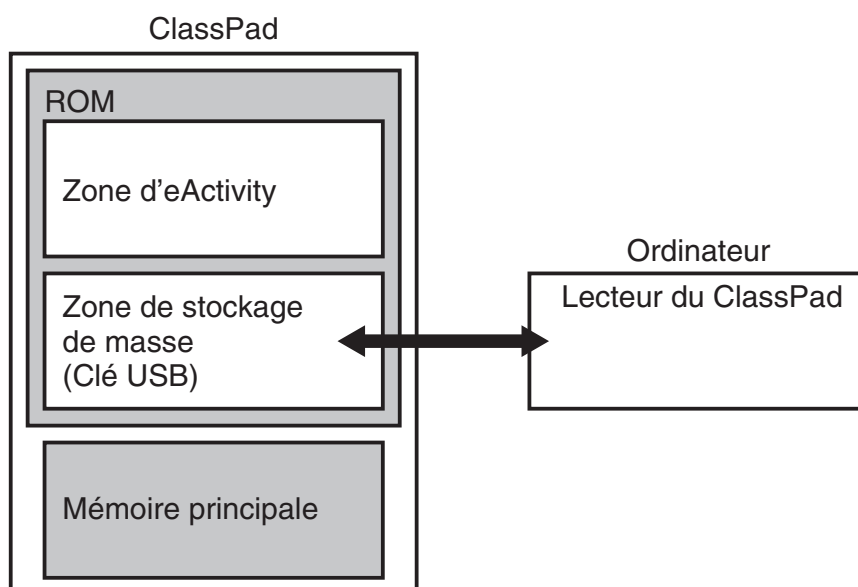 ClassPad
ROM
Zone d'eActivity
Zone de stockage
de masse
(Clé USB)
Mémoire principale
Ordinateur
Lecteur du ClassPad